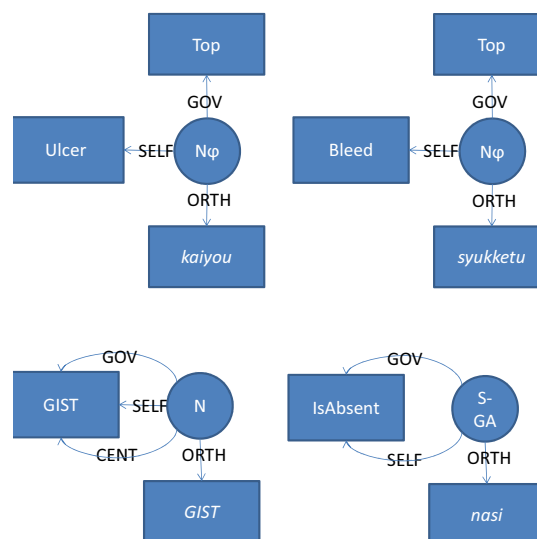 Top
GOV
Ulcer
SELF
Nφ
ORTH
kaiyou
Top
GOV
Bleed
SELF
Nφ
ORTH
syukketu
GOV
GIST
SELF
N
CENT
ORTH
GIST
GOV
IsAbsent
S-
GA
SELF
ORTH
nasi